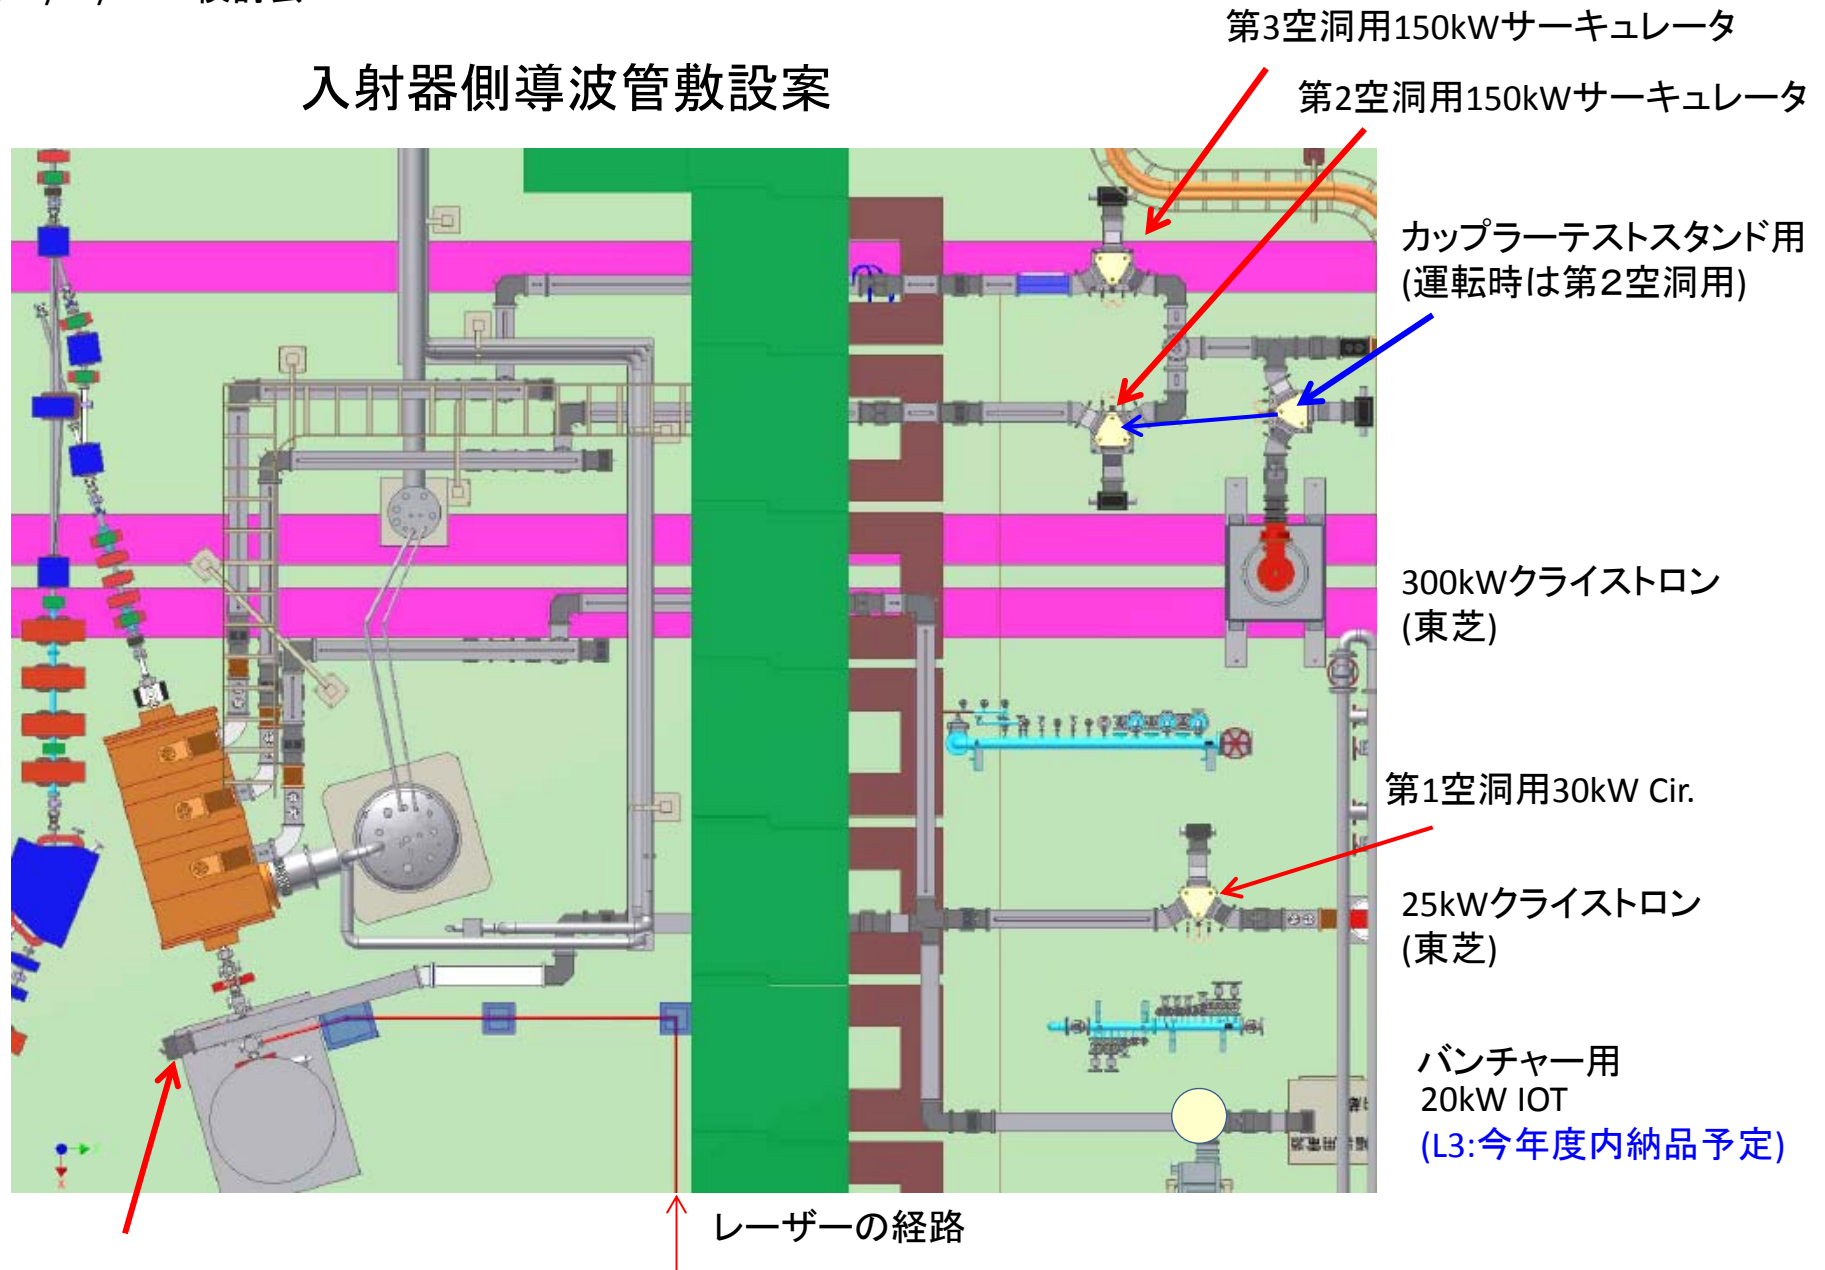 第3空洞用150kWサーキュレータ
入射器側導波管敷設案
第2空洞用150kWサーキュレータ
カップラーテストスタンド用
(運転時は第２空洞用)
300kWクライストロン
(東芝)
第1空洞用30kW Cir.
25kWクライストロン
(東芝)
バンチャー用
20kW IOT
(L3:今年度内納品予定)
レーザーの経路